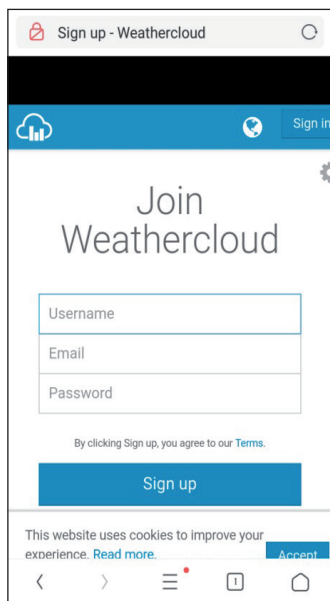 Sign up - Weathercloud
Sign in
Join
Weathercloud
Username
Email
Password
By clicking Sign up, you agree to our Terms.
Sign up
This website uses cookies to improve your
experience. Read more.
Accept
1